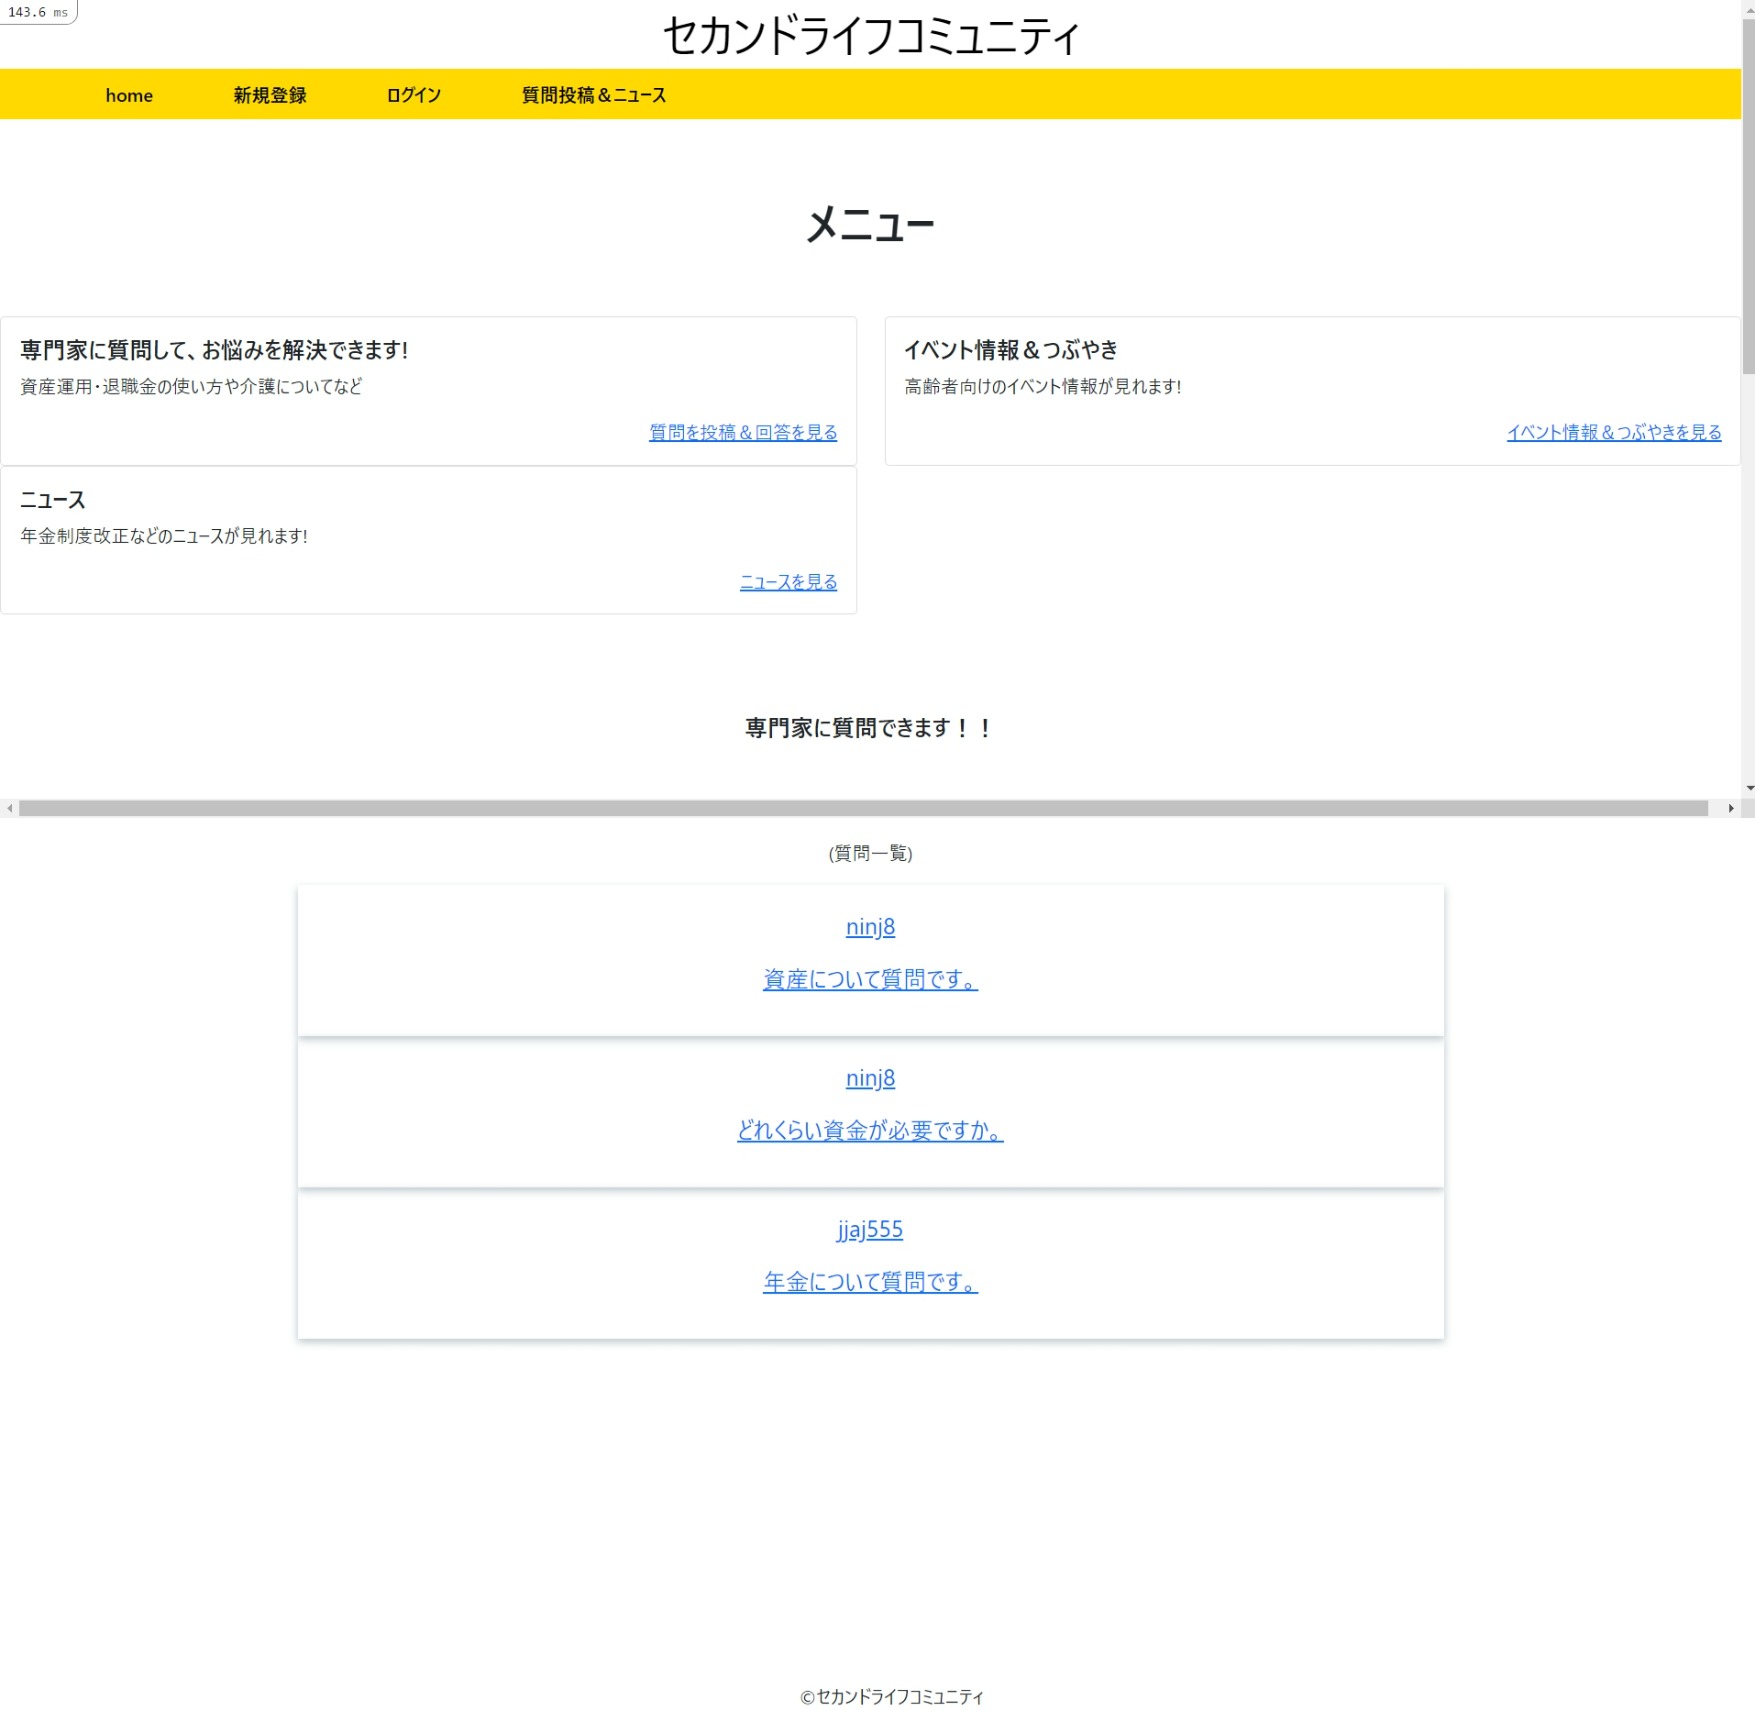 143.6 ms
セカンドライフコミュニティ
home 新規登録 ログイン 質問投稿＆ニュース
メニュー
専門家に質問して、お悩みを解決できます!
資産運用・退職金の使い方や介護についてなど
質問を投稿＆回答を見る
イベント情報＆つぶやき
高齢者向けのイベント情報が見れます!
イベント情報＆つぶやきを見る
ニュース
年金制度改正などのニュースが見れます!
ニュースを見る
専門家に質問できます！！
(質問一覧)
ninj8
資産について質問です。
ninj8
どれくらい資金が必要ですか。
jjaj555
年金について質問です。
©セカンドライフコミュニティ